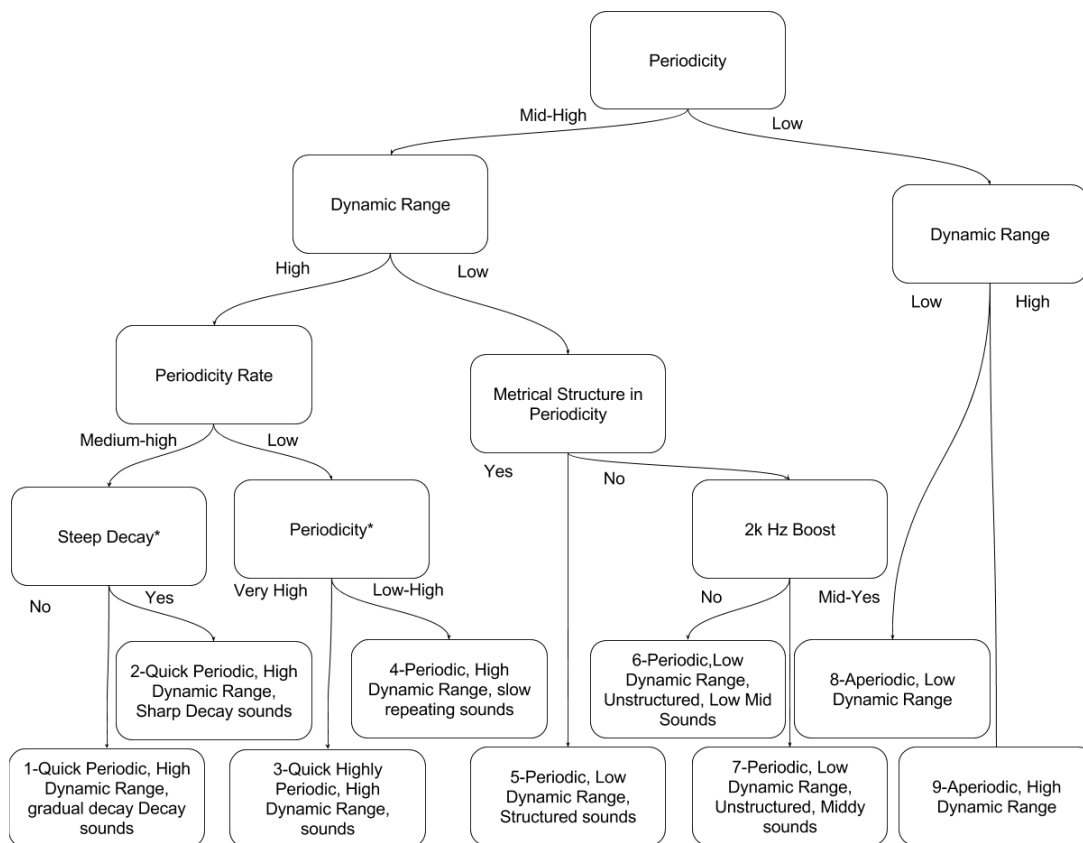 Periodicity
Mid-High
Low
Dynamic Range
Dynamic Range
High
Low
Low
High
Periodicity Rate
Metrical Structure in
Periodicity
Medium-high
Low
Yes
No
Steep Decay*
Periodicity*
2k Hz Boost
No
Yes
Very High
Low-High
No
Mid-Yes
2-Quick Periodic, High
Dynamic Range,
Sharp Decay sounds
4-Periodic, High
Dynamic Range, slow
repeating sounds
6-Periodic,Low
Dynamic Range,
Unstructured, Low Mid
Sounds
8-Aperiodic, Low
Dynamic Range
1-Quick Periodic, High
Dynamic Range,
gradual decay Decay
sounds
3-Quick Highly
Periodic, High
Dynamic Range,
sounds
5-Periodic, Low
Dynamic Range,
Structured sounds
7-Periodic, Low
Dynamic Range,
Unstructured, Middy
sounds
9-Aperiodic, High
Dynamic Range